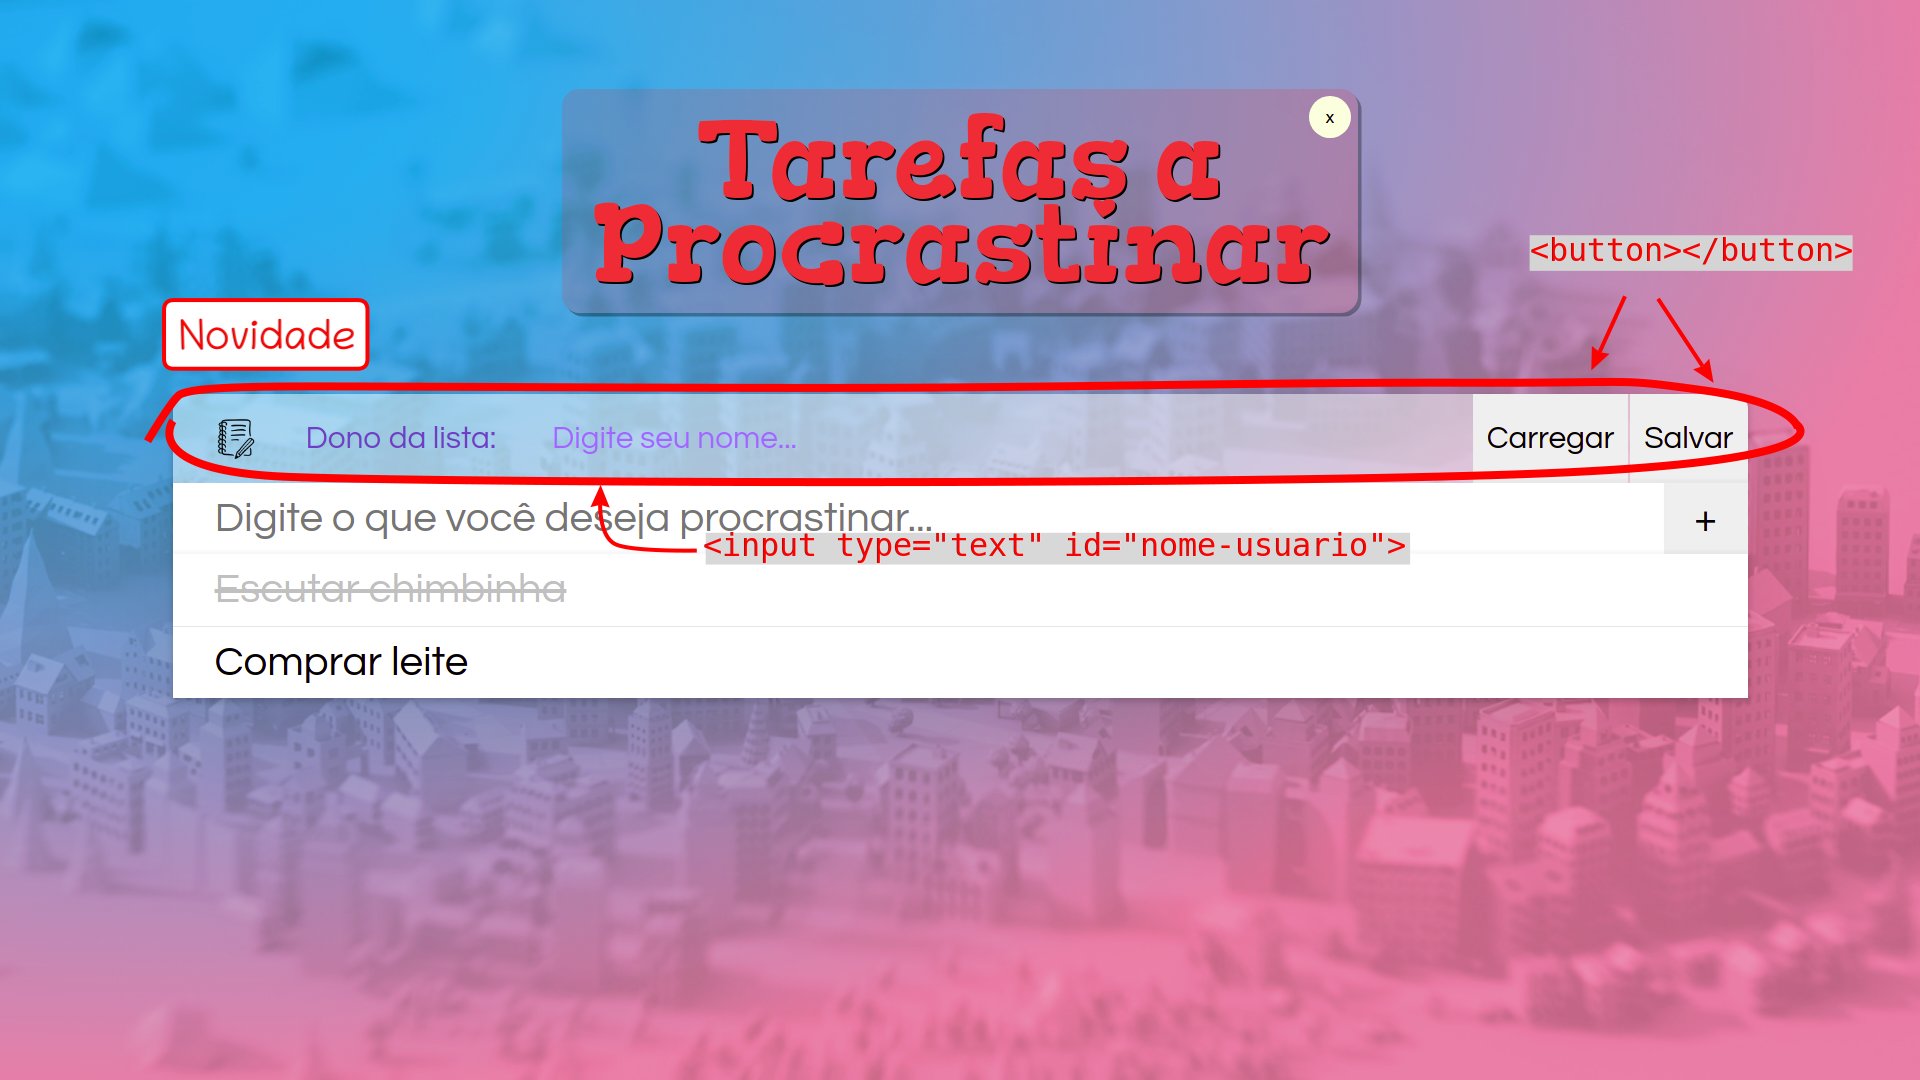 Tarefas a
Procrastinar
x
<button></button>
Novidade
Dono da lista: Digite seu nome... Carregar Salvar
Digite o que você deseja procrastinar... +
<input type="text" id="nome-usuario">
Escutar chimbinha
Comprar leite